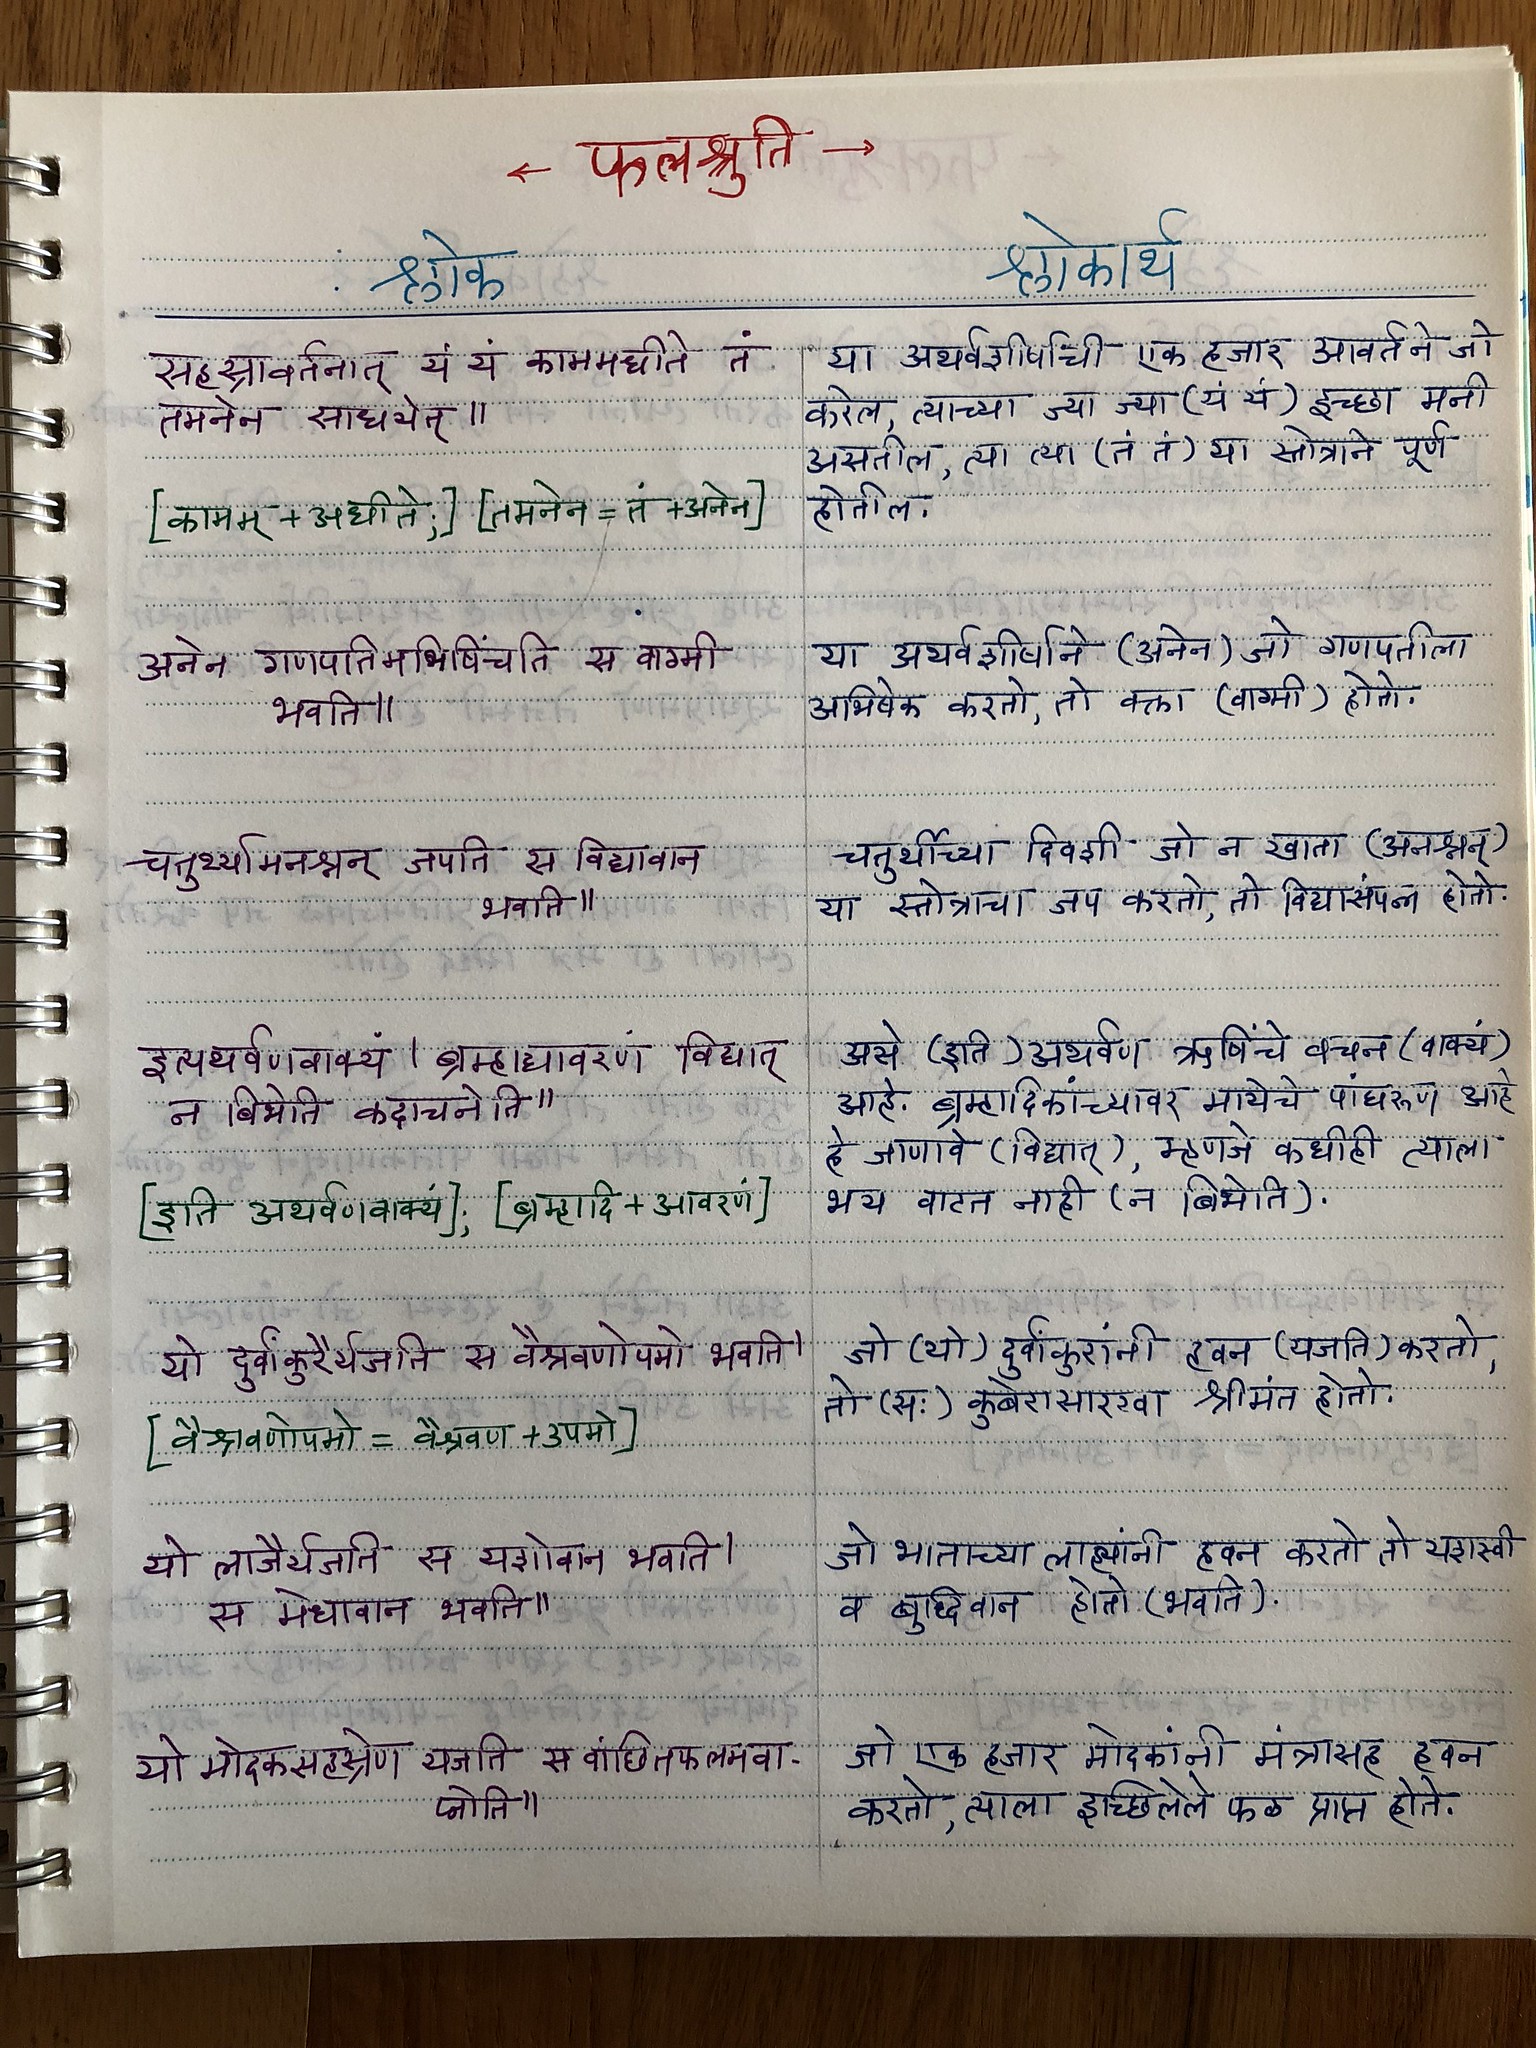 ← फलश्रुति →
श्लोक
श्लोकार्थ
सहस्रावर्तनात् यं यं काममधीते तं
तमनेन साधयेत्॥
[कामम् + अधीते;] [तमनेन = तं + अनेन]
या अथर्वशीर्षाची एक हजार आवर्तने जो
करेल, त्याच्या ज्या ज्या (यं यं) इच्छा मनी
असतील, त्या त्या (तं तं) या स्तोत्राने पूर्ण
होतील.
अनेन गणपतिमभिषिंचति स वाग्मी
भवति॥
या अथर्वशीर्षाने (अनेन) जो गणपतीला
अभिषेक करतो, तो वक्ता (वाग्मी) होतो.
चतुर्थ्यामनश्नन् जपति स विद्यावान
भवति॥
चतुर्थीच्या दिवशी जो न खाता (अनश्नन्)
या स्तोत्राचा जप करतो, तो विद्यासंपन्न होतो.
इत्यथर्वणवाक्यं । ब्रम्हाद्यावरणं विद्यात्
न बिभेति कदाचनेति॥
[इति अथर्वणवाक्यं]; [ब्रम्हादि + आवरणं]
असे (इति) अथर्वण ऋषिंचे वचन (वाक्यं)
आहे. ब्रम्हादिकांच्यावर मायेचे पांघरुण आहे
हे जाणावे (विद्यात्), म्हणजे कधीही त्याला
भय वाटत नाही (न बिभेति).
यो दुर्वांकुरैर्यजति स वैश्रवणोपमो भवति।
[वैश्रवणोपमो = वैश्रवण + उपमो]
जो (यो) दुर्वांकुरांनी हवन (यजति) करतो,
तो (सः) कुबेरासारखा श्रीमंत होतो.
यो लाजैर्यजति स यशोवान भवति।
स मेधावान भवति॥
जो भाताच्या लाह्यांनी हवन करतो तो यशस्वी
व बुध्दिवान होतो (भवति).
यो मोदकसहस्रेण यजति स वांछितफलमवा-
प्नोति॥
जो एक हजार मोदकांनी मंत्रासह हवन
करतो, त्याला इच्छिलेले फळ प्राप्त होते.